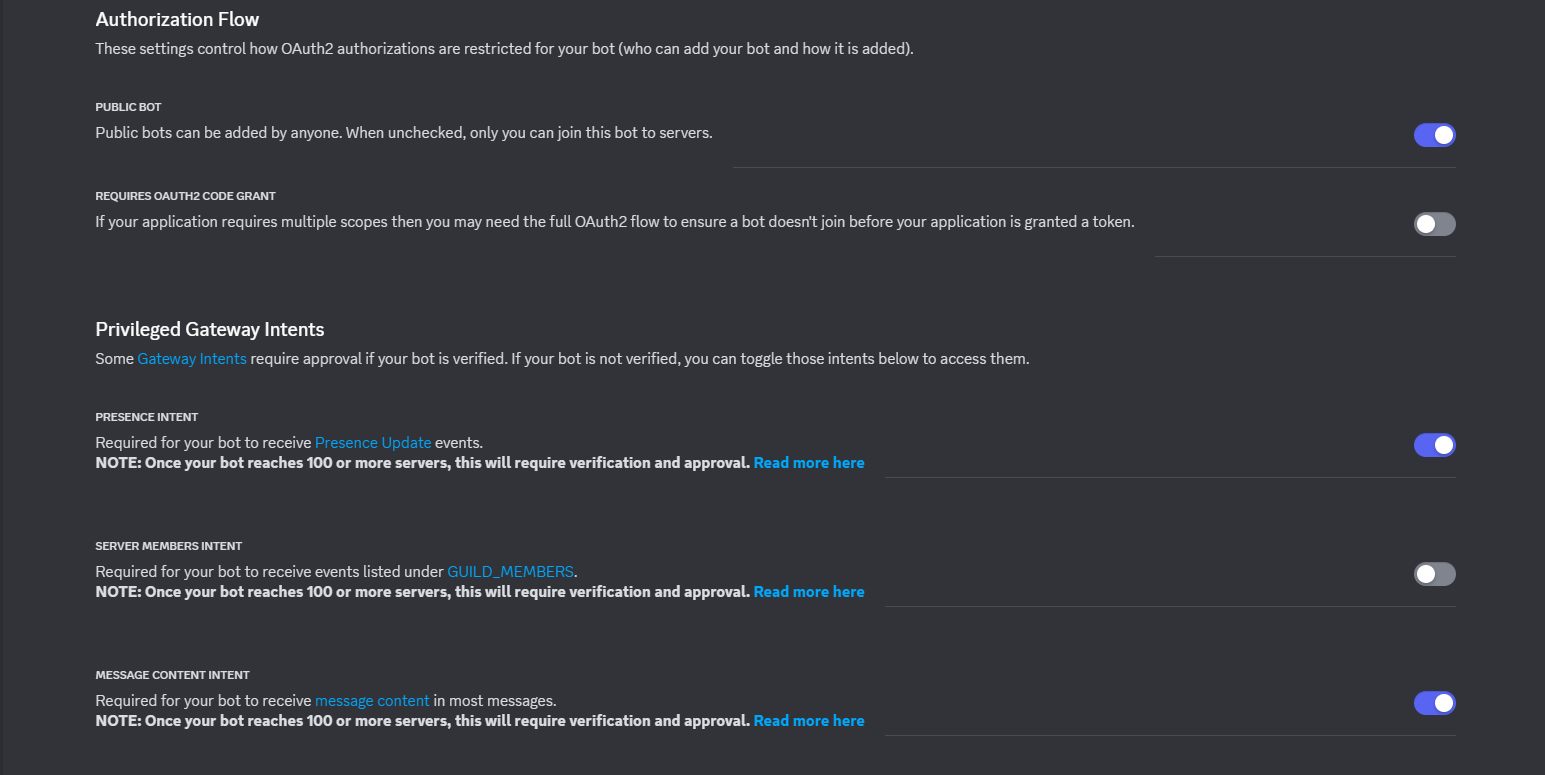 Authorization Flow
These settings control how OAuth2 authorizations are restricted for your bot (who can add your bot and how it is added).
PUBLIC BOT
Public bots can be added by anyone. When unchecked, only you can join this bot to servers.
REQUIRES OAUTH2 CODE GRANT
If your application requires multiple scopes then you may need the full OAuth2 flow to ensure a bot doesn't join before your application is granted a token.
Privileged Gateway Intents
Some Gateway Intents require approval if your bot is verified. If your bot is not verified, you can toggle those intents below to access them.
PRESENCE INTENT
Required for your bot to receive Presence Update events.
NOTE: Once your bot reaches 100 or more servers, this will require verification and approval. Read more here
SERVER MEMBERS INTENT
Required for your bot to receive events listed under GUILD_MEMBERS.
NOTE: Once your bot reaches 100 or more servers, this will require verification and approval. Read more here
MESSAGE CONTENT INTENT
Required for your bot to receive message content in most messages.
NOTE: Once your bot reaches 100 or more servers, this will require verification and approval. Read more here